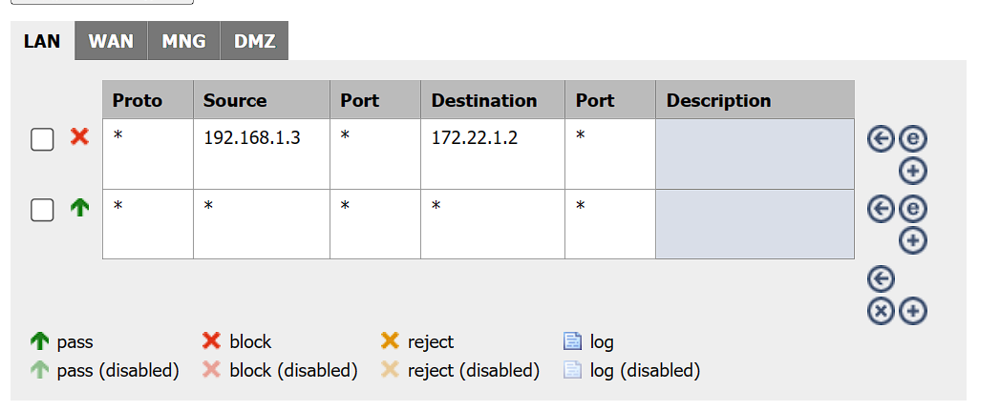 LAN WAN MNG DMZ
Proto Source Port Destination Port Description
* 192.168.1.3 * 172.22.1.2 *
* * * * *
pass block reject log
pass (disabled) block (disabled) reject (disabled) log (disabled)